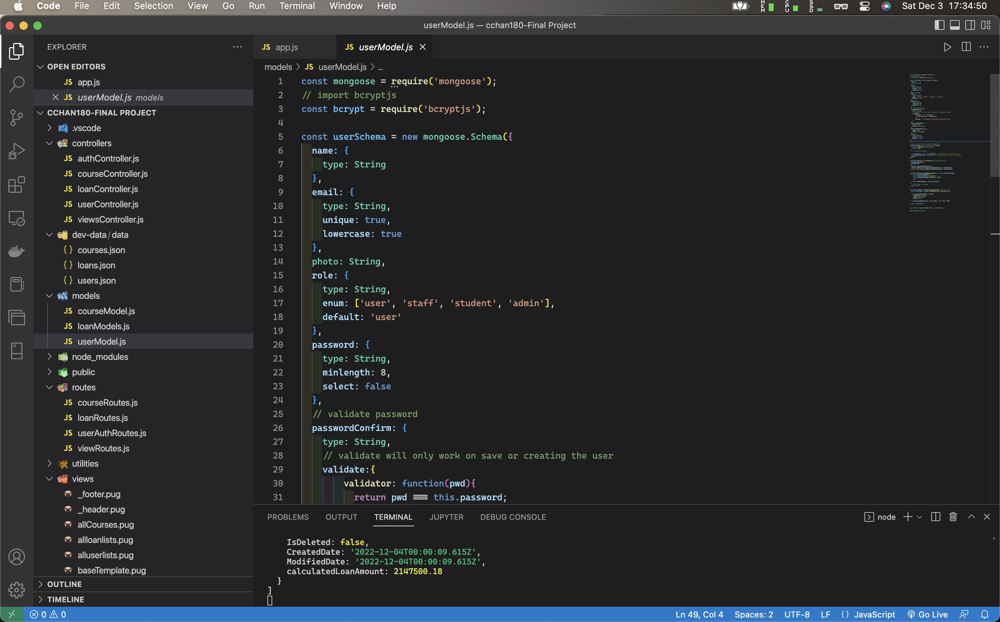 Code File Edit Selection View Go Run Terminal Window Help
MEM CPU SSD Sat Dec 3 17:34:50
userModel.js — cchan180-Final Project
EXPLORER
OPEN EDITORS
JS app.js
JS userModel.js models
CCHAN180-FINAL PROJECT
.vscode
controllers
JS authController.js
JS courseController.js
JS loanController.js
JS userController.js
JS viewsController.js
dev-data/data
{ } courses.json
{ } loans.json
{ } users.json
models
JS courseModel.js
JS loanModels.js
JS userModel.js
node_modules
public
routes
JS courseRoutes.js
JS loanRoutes.js
JS userAuthRoutes.js
JS viewRoutes.js
utilities
views
_footer.pug
_header.pug
allCourses.pug
allloanlists.pug
alluserlists.pug
baseTemplate.pug
OUTLINE
TIMELINE
JS app.js JS userModel.js
models > JS userModel.js > ...
1 const mongoose = require('mongoose');
2 // import bcryptjs
3 const bcrypt = require('bcryptjs');
4
5 const userSchema = new mongoose.Schema({
6 name: {
7 type: String
8 },
9 email: {
10 type: String,
11 unique: true,
12 lowercase: true
13 },
14 photo: String,
15 role: {
16 type: String,
17 enum: ['user', 'staff', 'student', 'admin'],
18 default: 'user'
19 },
20 password: {
21 type: String,
22 minlength: 8,
23 select: false
24 },
25 // validate password
26 passwordConfirm: {
27 type: String,
28 // validate will only work on save or creating the user
29 validate:{
30 validator: function(pwd){
31 return pwd === this.password;
PROBLEMS OUTPUT TERMINAL JUPYTER DEBUG CONSOLE node
IsDeleted: false,
CreatedDate: '2022-12-04T00:00:09.615Z',
ModifiedDate: '2022-12-04T00:00:09.615Z',
calculatedLoanAmount: 2147500.18
}
]
0 0 Ln 49, Col 4 Spaces: 2 UTF-8 LF { } JavaScript Go Live